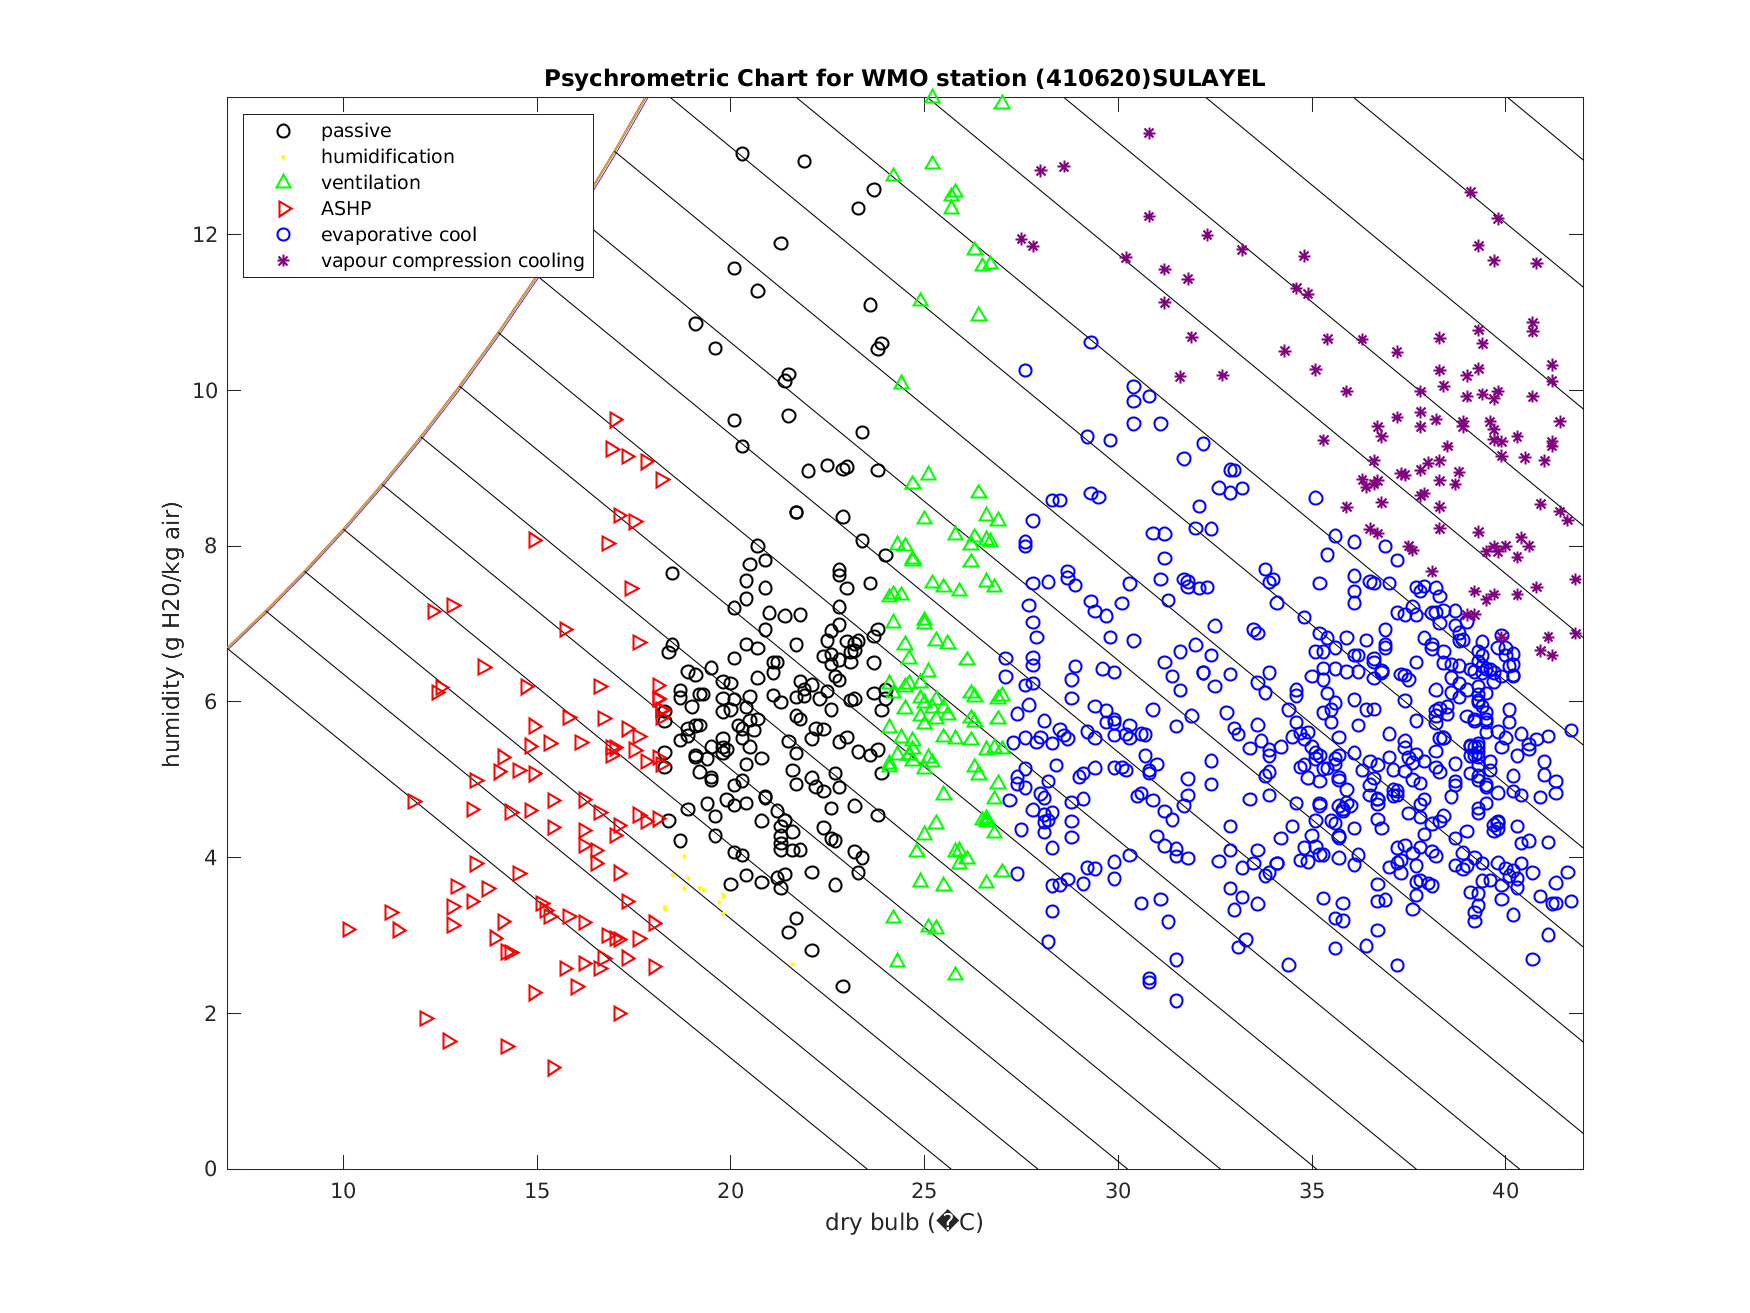 Psychrometric Chart for WMO station (410620)SULAYEL
passive
humidification
ventilation
ASHP
evaporative cool
vapour compression cooling
humidity (g H20/kg air)
12
10
8
6
4
2
0
10 15 20 25 30 35 40
dry bulb (�C)